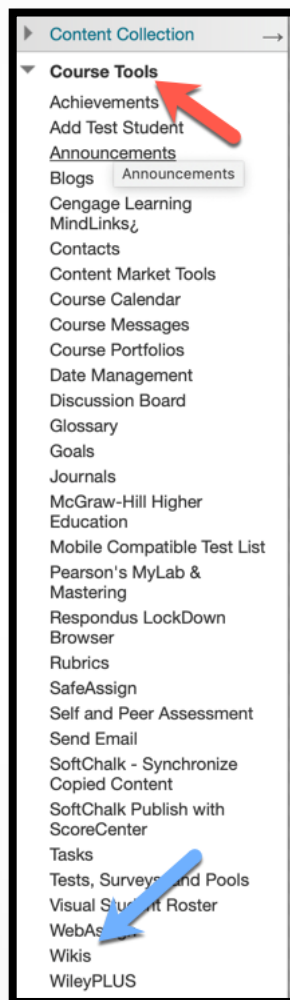 Content Collection
Course Tools
Achievements
Add Test Student
Announcements
Blogs
Announcements
Cengage Learning
MindLinks¿
Contacts
Content Market Tools
Course Calendar
Course Messages
Course Portfolios
Date Management
Discussion Board
Glossary
Goals
Journals
McGraw-Hill Higher
Education
Mobile Compatible Test List
Pearson's MyLab &
Mastering
Respondus LockDown
Browser
Rubrics
SafeAssign
Self and Peer Assessment
Send Email
SoftChalk - Synchronize
Copied Content
SoftChalk Publish with
ScoreCenter
Tasks
Tests, Surveys and Pools
Visual Student Roster
Wikis
WileyPLUS